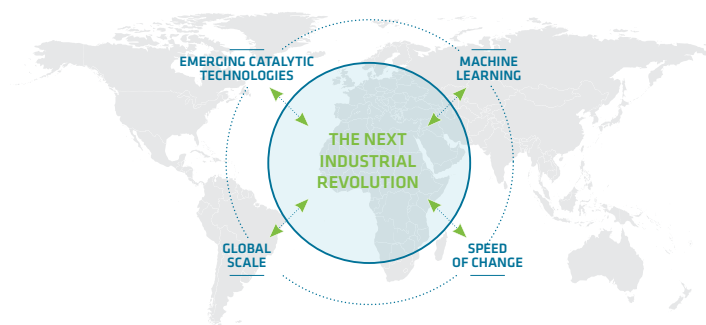 EMERGING CATALYTIC
TECHNOLOGIES
MACHINE
LEARNING
THE NEXT
INDUSTRIAL
REVOLUTION
GLOBAL
SCALE
SPEED
OF CHANGE